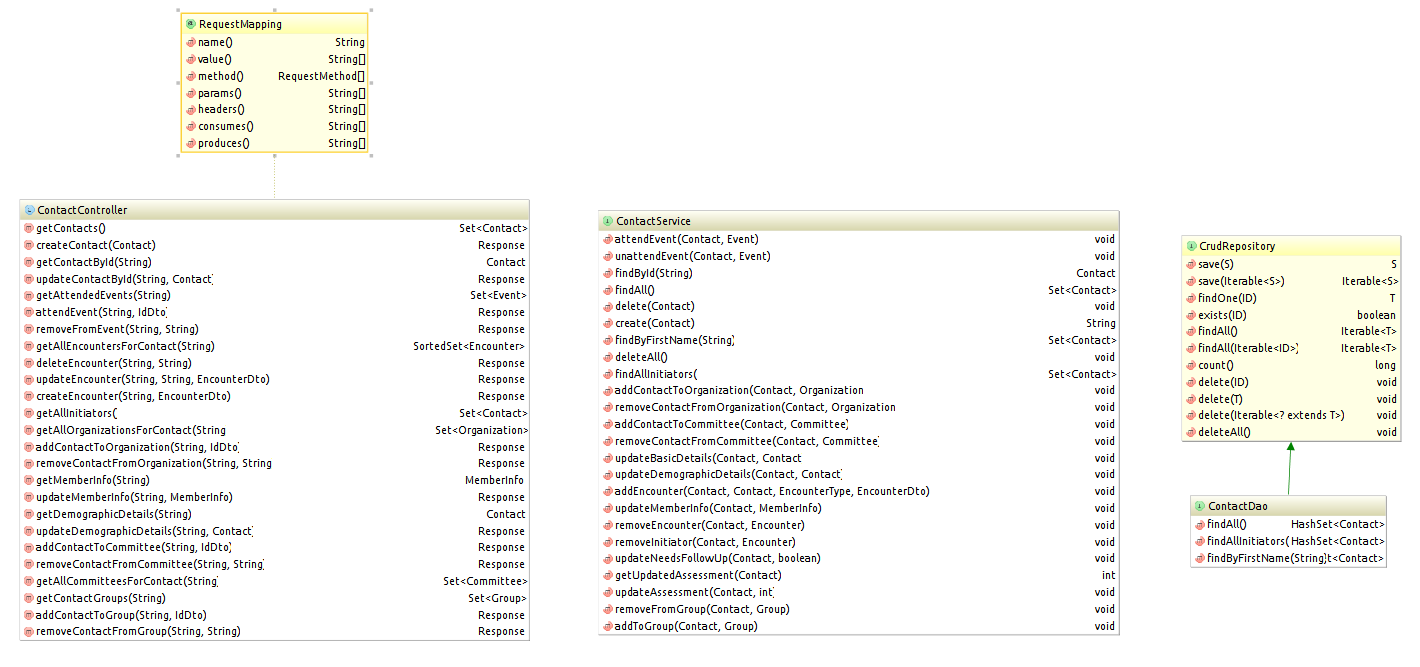 RequestMapping
name() String
value() String[]
method() RequestMethod[]
params() String[]
headers() String[]
consumes() String[]
produces() String[]
ContactController
getContacts() Set<Contact>
createContact(Contact) Response
getContactById(String) Contact
updateContactById(String, Contact) Response
getAttendedEvents(String) Set<Event>
attendEvent(String, IdDto) Response
removeFromEvent(String, String) Response
getAllEncountersForContact(String) SortedSet<Encounter>
deleteEncounter(String, String) Response
updateEncounter(String, String, EncounterDto) Response
createEncounter(String, EncounterDto) Response
getAllInitiators( Set<Contact>
getAllOrganizationsForContact(String Set<Organization>
addContactToOrganization(String, IdDto) Response
removeContactFromOrganization(String, String Response
getMemberInfo(String) MemberInfo
updateMemberInfo(String, MemberInfo) Response
getDemographicDetails(String) Contact
updateDemographicDetails(String, Contact) Response
addContactToCommittee(String, IdDto) Response
removeContactFromCommittee(String, String) Response
getAllCommitteesForContact(String) Set<Committee>
getContactGroups(String) Set<Group>
addContactToGroup(String, IdDto) Response
removeContactFromGroup(String, String) Response
ContactService
attendEvent(Contact, Event) void
unattendEvent(Contact, Event) void
findById(String) Contact
findAll() Set<Contact>
delete(Contact) void
create(Contact) String
findByFirstName(String) Set<Contact>
deleteAll() void
findAllInitiators( Set<Contact>
addContactToOrganization(Contact, Organization void
removeContactFromOrganization(Contact, Organization void
addContactToCommittee(Contact, Committee) void
removeContactFromCommittee(Contact, Committee) void
updateBasicDetails(Contact, Contact void
updateDemographicDetails(Contact, Contact) void
addEncounter(Contact, Contact, EncounterType, EncounterDto) void
updateMemberInfo(Contact, MemberInfo) void
removeEncounter(Contact, Encounter) void
removeInitiator(Contact, Encounter) void
updateNeedsFollowUp(Contact, boolean) void
getUpdatedAssessment(Contact) int
updateAssessment(Contact, int) void
removeFromGroup(Contact, Group) void
addToGroup(Contact, Group) void
CrudRepository
save(S) S
save(Iterable<S>) Iterable<S>
findOne(ID) T
exists(ID) boolean
findAll() Iterable<T>
findAll(Iterable<ID>) Iterable<T>
count() long
delete(ID) void
delete(T) void
delete(Iterable<? extends T>) void
deleteAll() void
ContactDao
findAll() HashSet<Contact>
findAllInitiators( HashSet<Contact>
findByFirstName(String)t<Contact>